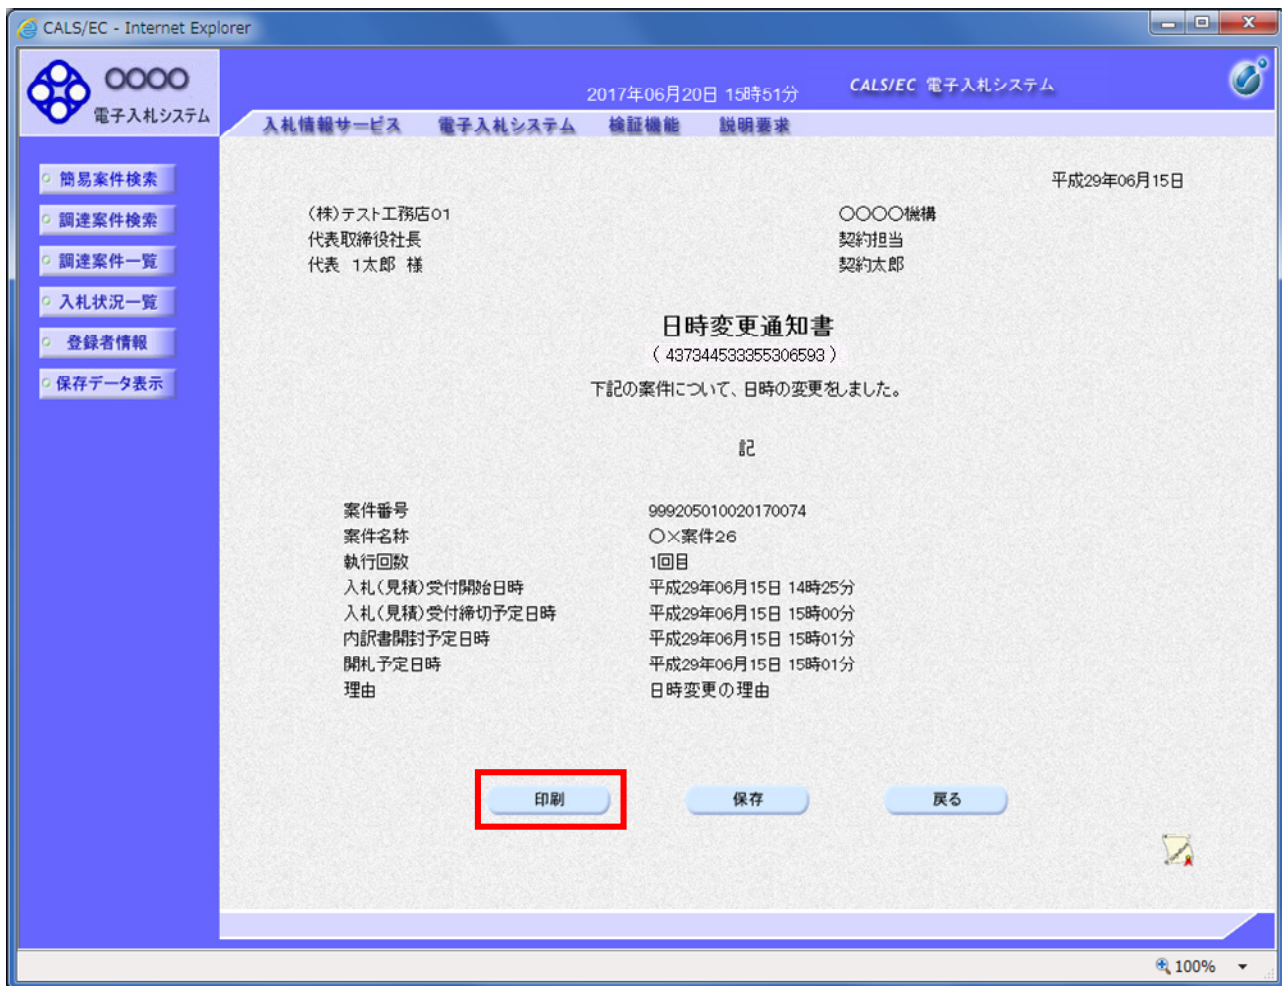 CALS/EC - Internet Explorer
○○○○
電子入札システム
2017年06月20日 15時51分
CALS/EC 電子入札システム
入札情報サービス 電子入札システム 検証機能 説明要求
簡易案件検索
調達案件検索
調達案件一覧
入札状況一覧
登録者情報
保存データ表示
平成29年06月15日
(株)テスト工務店01
代表取締役社長
代表 1太郎 様
○○○○機構
契約担当
契約太郎
日時変更通知書
( 437344533355306593 )
下記の案件について、日時の変更をしました。
記
案件番号 999205010020170074
案件名称 ○×案件26
執行回数 1回目
入札(見積)受付開始日時 平成29年06月15日 14時25分
入札(見積)受付締切予定日時 平成29年06月15日 15時00分
内訳書開封予定日時 平成29年06月15日 15時01分
開札予定日時 平成29年06月15日 15時01分
理由 日時変更の理由
印刷 保存 戻る
100%